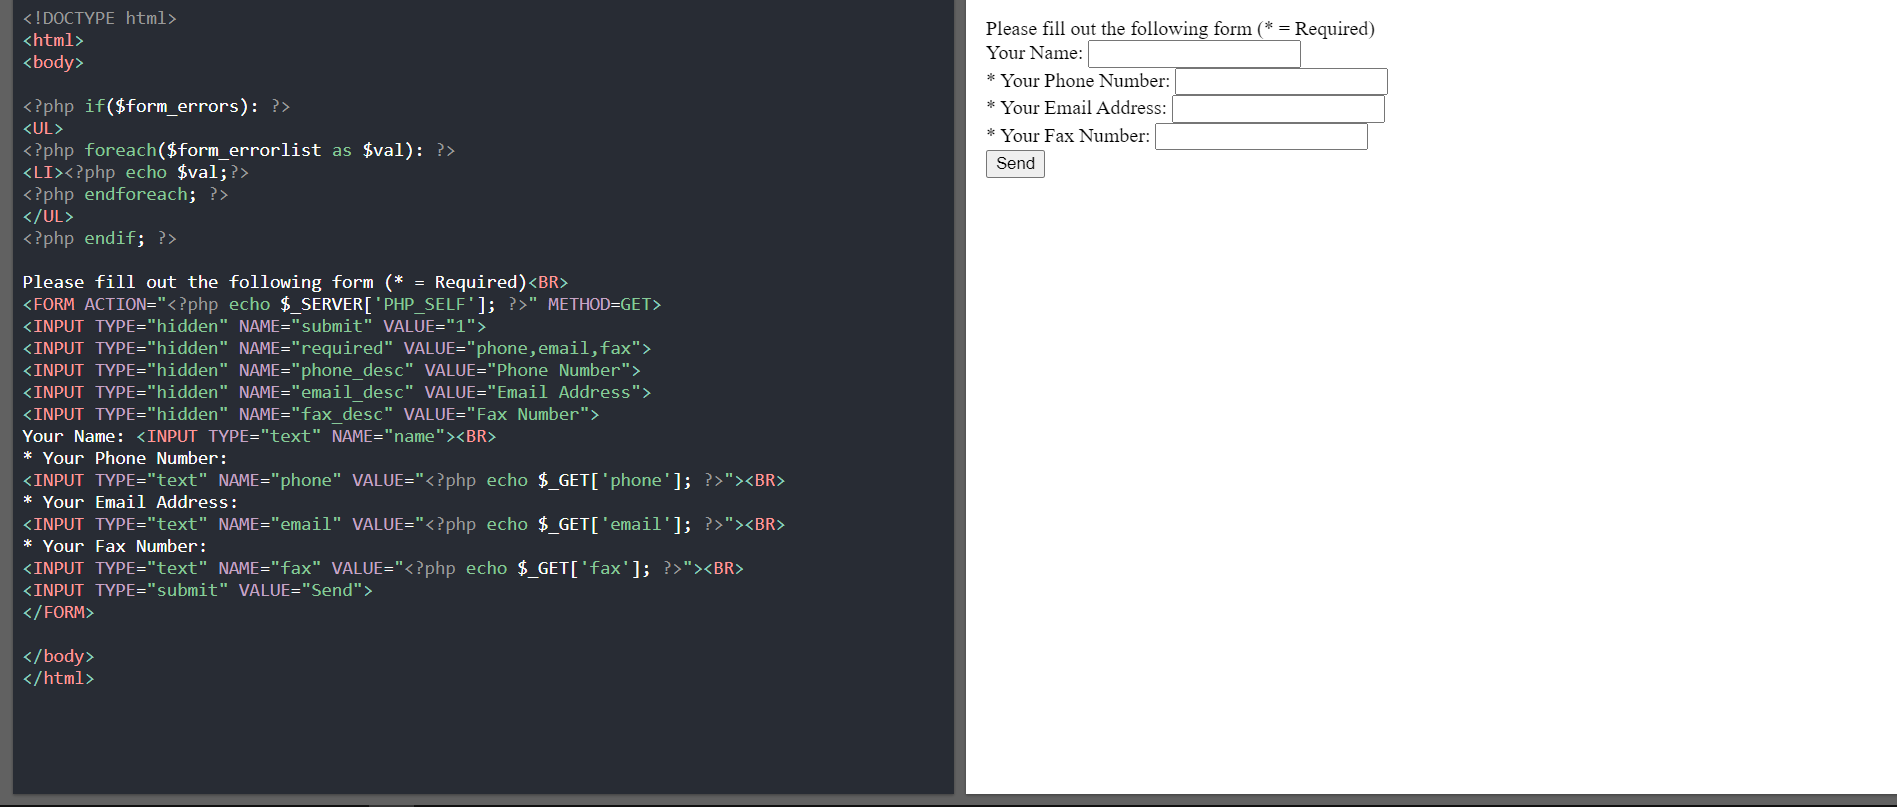 <!DOCTYPE html>
<html>
<body>
<?php if($form_errors): ?>
<UL>
<?php foreach($form_errorlist as $val): ?>
<LI><?php echo $val;?>
<?php endforeach; ?>
</UL>
<?php endif; ?>
Please fill out the following form (* = Required)<BR>
<FORM ACTION="<?php echo $_SERVER['PHP_SELF']; ?>" METHOD=GET>
<INPUT TYPE="hidden" NAME="submit" VALUE="1">
<INPUT TYPE="hidden" NAME="required" VALUE="phone,email,fax">
<INPUT TYPE="hidden" NAME="phone_desc" VALUE="Phone Number">
<INPUT TYPE="hidden" NAME="email_desc" VALUE="Email Address">
<INPUT TYPE="hidden" NAME="fax_desc" VALUE="Fax Number">
Your Name: <INPUT TYPE="text" NAME="name"><BR>
* Your Phone Number:
<INPUT TYPE="text" NAME="phone" VALUE="<?php echo $_GET['phone']; ?>"><BR>
* Your Email Address:
<INPUT TYPE="text" NAME="email" VALUE="<?php echo $_GET['email']; ?>"><BR>
* Your Fax Number:
<INPUT TYPE="text" NAME="fax" VALUE="<?php echo $_GET['fax']; ?>"><BR>
<INPUT TYPE="submit" VALUE="Send">
</FORM>
</body>
</html>
Please fill out the following form (* = Required)
Your Name:
* Your Phone Number:
* Your Email Address:
* Your Fax Number:
Send